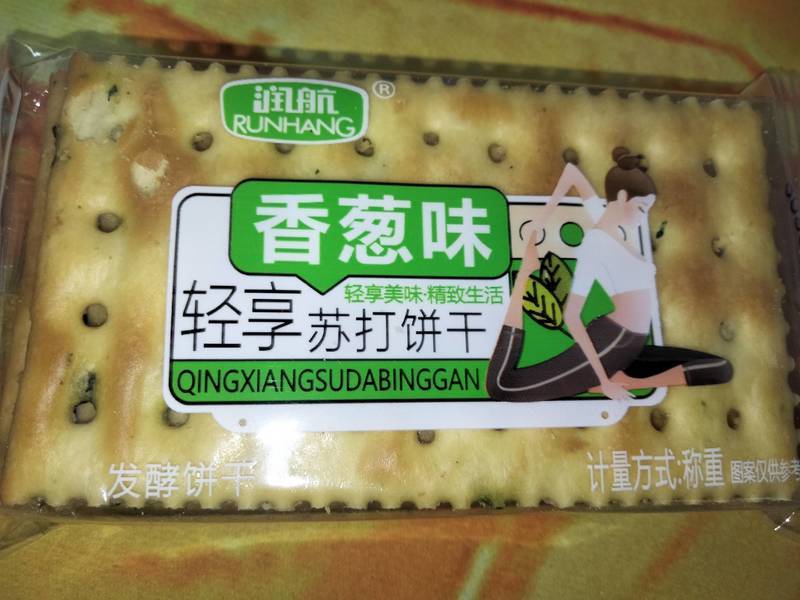 润航®
RUNHANG
香葱味
轻享美味·精致生活
轻享苏打饼干
QINGXIANGSUDABINGGAN
发酵饼干
计量方式:称重
图案仅供参考